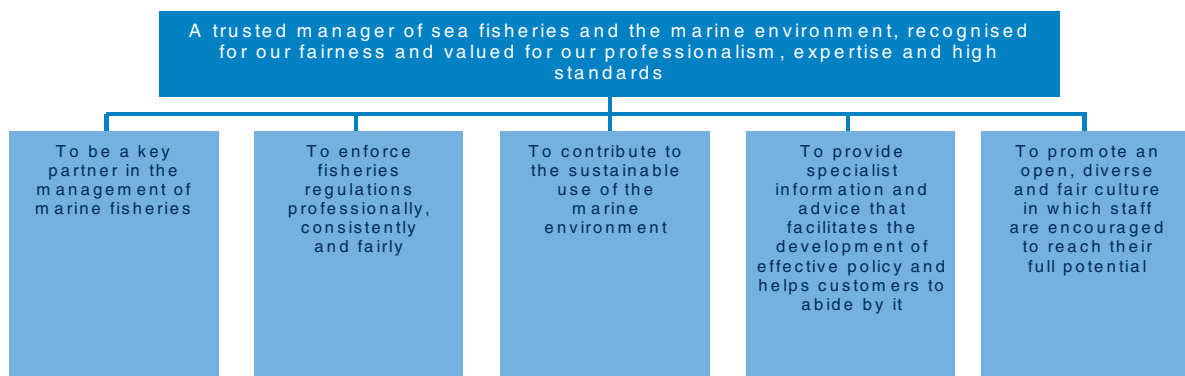 A trusted manager of sea fisheries and the marine environment, recognised
for our fairness and valued for our professionalism, expertise and high
standards
To be a key
partner in the
management of
marine fisheries
To enforce
fisheries
regulations
professionally,
consistently
and fairly
To contribute to
the sustainable
use of the
marine
environment
To provide
specialist
information and
advice that
facilitates the
development of
effective policy and
helps customers to
abide by it
To promote an
open, diverse
and fair culture
in which staff
are encouraged
to reach their
full potential